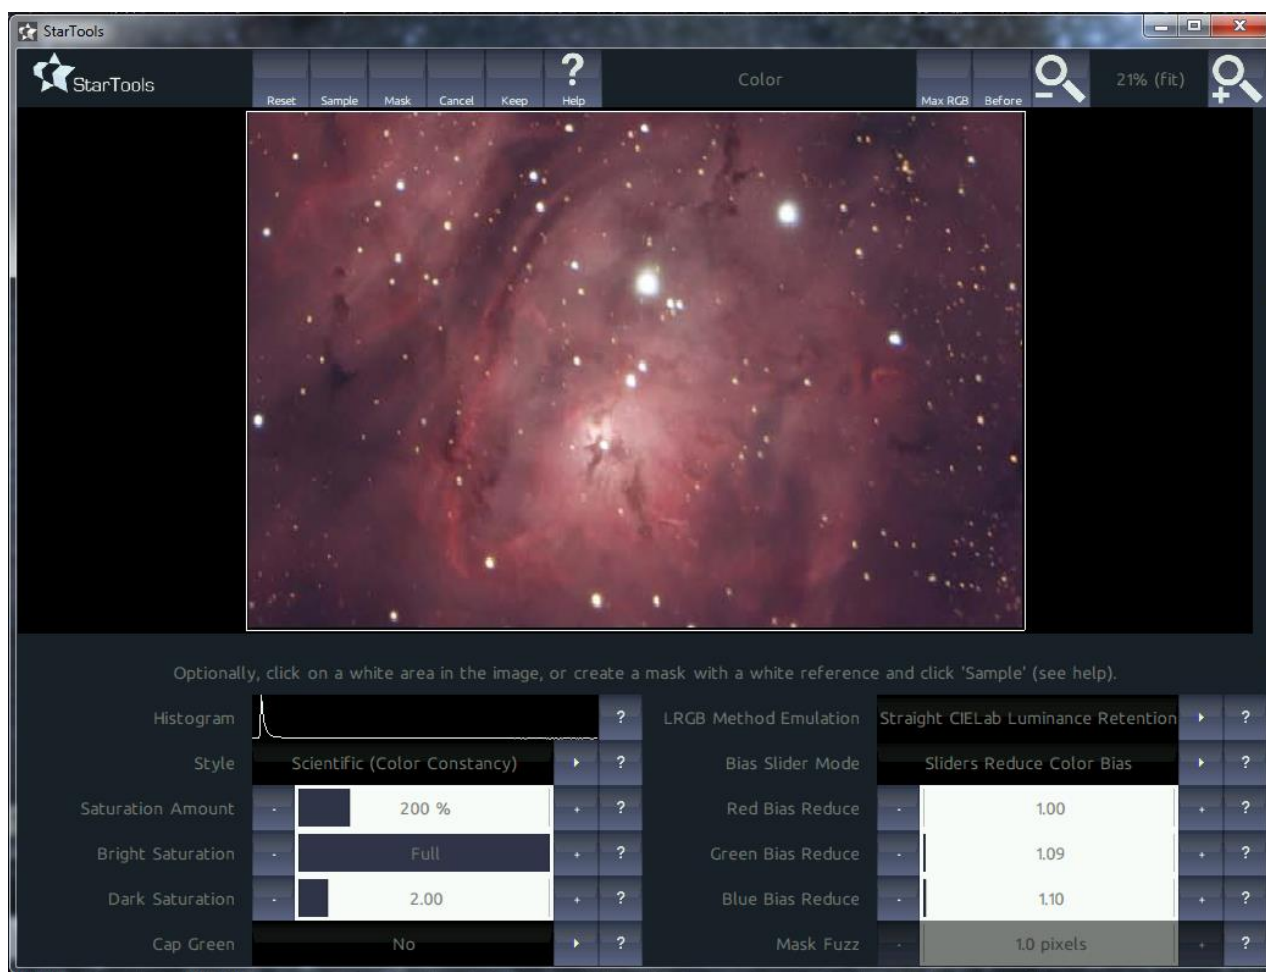 StarTools
StarTools
Reset Sample Mask Cancel Keep ? Help Color Max RGB Before 21% (fit)
Optionally, click on a white area in the image, or create a mask with a white reference and click 'Sample' (see help).
Histogram ? LRGB Method Emulation Straight CIELab Luminance Retention ?
Style Scientific (Color Constancy) ? Bias Slider Mode Sliders Reduce Color Bias ?
Saturation Amount - 200 % + ? Red Bias Reduce - 1.00 + ?
Bright Saturation - Full + ? Green Bias Reduce - 1.09 + ?
Dark Saturation - 2.00 + ? Blue Bias Reduce - 1.10 + ?
Cap Green No ? Mask Fuzz - 1.0 pixels + ?